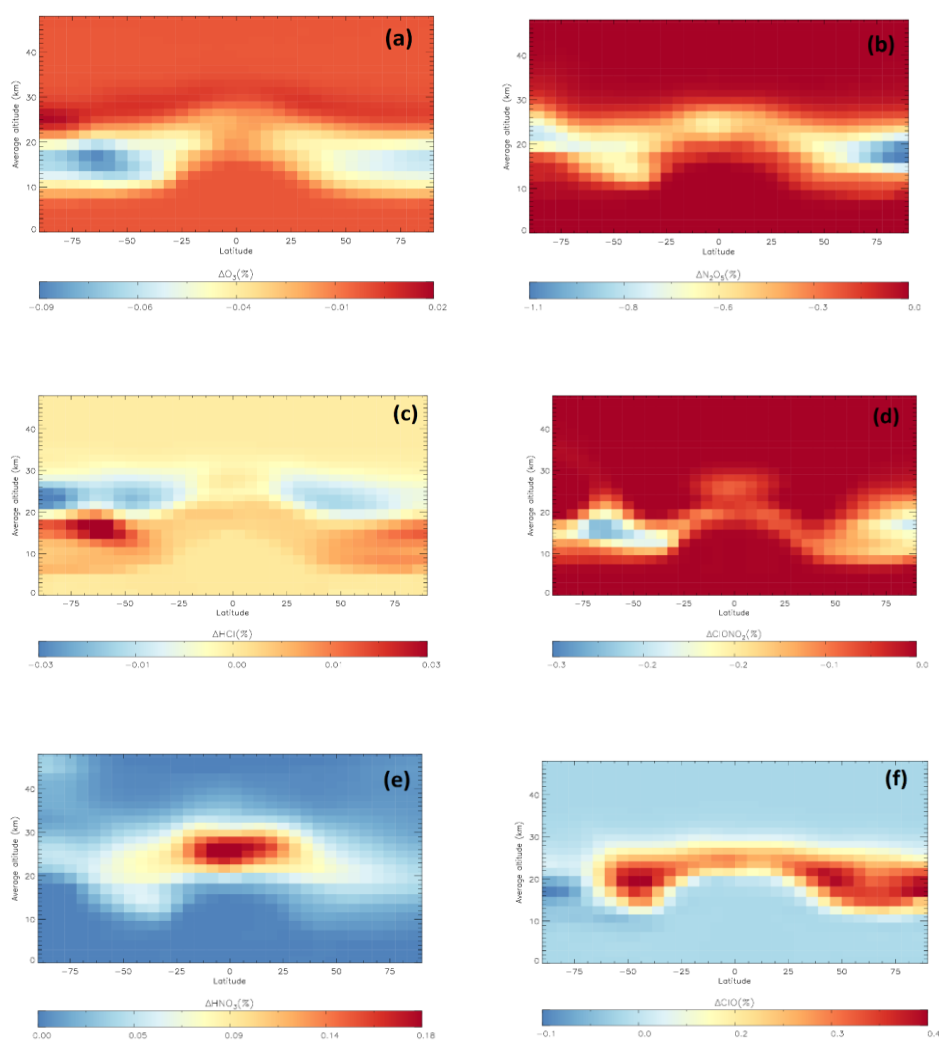 (a)
40
30
20
10
0
Average altitude (km)
−75 −50 −25 0 25 50 75
Latitude
ΔO₃(%)
−0.09 −0.06 −0.04 −0.01 0.02
(b)
40
30
20
10
0
Average altitude (km)
−75 −50 −25 0 25 50 75
Latitude
ΔN₂O₅(%)
−1.1 −0.8 −0.6 −0.3 0.0
(c)
40
30
20
10
0
Average altitude (km)
−75 −50 −25 0 25 50 75
Latitude
ΔHCl(%)
−0.03 −0.01 0.00 0.01 0.03
(d)
40
30
20
10
0
Average altitude (km)
−75 −50 −25 0 25 50 75
Latitude
ΔClONO₂(%)
−0.3 −0.2 −0.2 −0.1 0.0
(e)
40
30
20
10
0
Average altitude (km)
−75 −50 −25 0 25 50 75
Latitude
ΔHNO₃(%)
0.00 0.05 0.09 0.14 0.18
(f)
40
30
20
10
0
Average altitude (km)
−75 −50 −25 0 25 50 75
Latitude
ΔClO(%)
−0.1 0.0 0.2 0.3 0.4